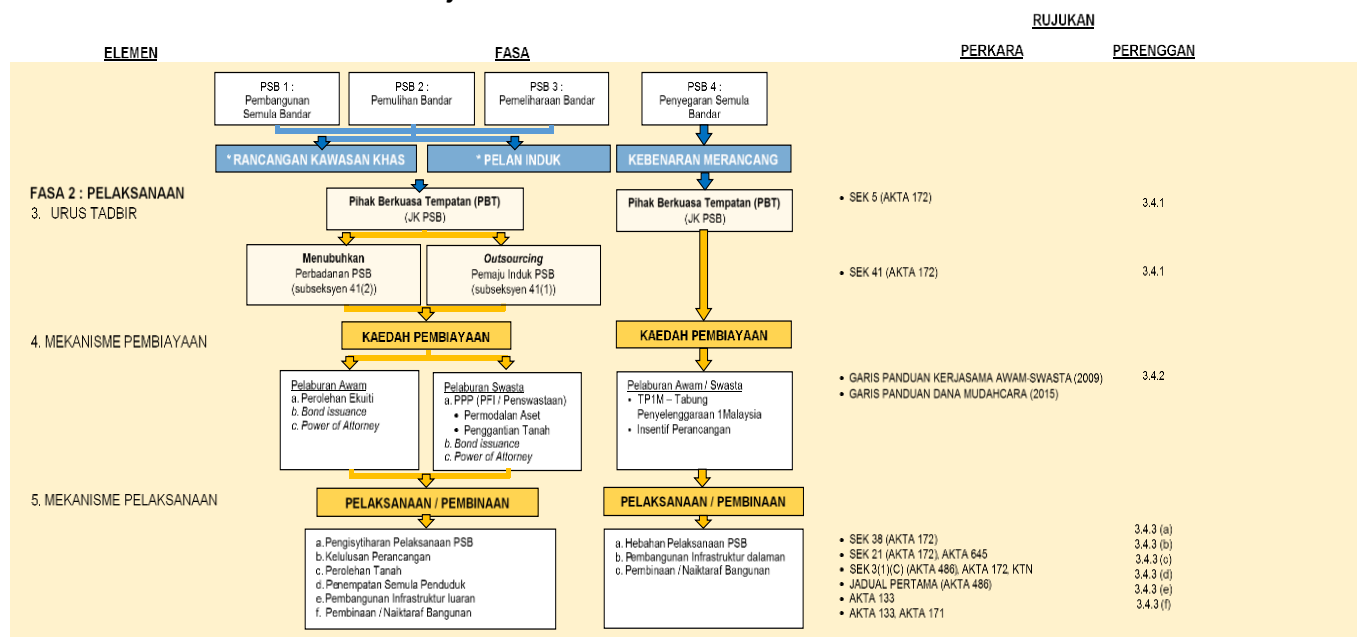 RUJUKAN
ELEMEN
FASA
PERKARA
PERENGGAN
PSB 1 :
Pembangunan
Semula Bandar
PSB 2 :
Pemulihan Bandar
PSB 3 :
Pemeliharaan Bandar
PSB 4 :
Penyegaran Semula
Bandar
* RANCANGAN KAWASAN KHAS
* PELAN INDUK
KEBENARAN MERANCANG
FASA 2 : PELAKSANAAN
3. URUS TADBIR
Pihak Berkuasa Tempatan (PBT)
(JK PSB)
Pihak Berkuasa Tempatan (PBT)
(JK PSB)
• SEK 5 (AKTA 172)
3.4.1
Menubuhkan
Perbadanan PSB
(subseksyen 41(2))
Outsourcing
Pemaju Induk PSB
(subseksyen 41(1))
• SEK 41 (AKTA 172)
3.4.1
4. MEKANISME PEMBIAYAAN
KAEDAH PEMBIAYAAN
KAEDAH PEMBIAYAAN
Pelaburan Awam
a. Perolehan Ekuiti
b. Bond issuance
c. Power of Attorney
Pelaburan Swasta
a. PPP (PFI / Penswastaan)
• Permodalan Aset
• Penggantian Tanah
b. Bond issuance
c. Power of Attorney
Pelaburan Awam / Swasta
• TP1M – Tabung
Penyelenggaraan 1Malaysia
• Insentif Perancangan
• GARIS PANDUAN KERJASAMA AWAM-SWASTA (2009)
• GARIS PANDUAN DANA MUDAHCARA (2015)
3.4.2
5. MEKANISME PELAKSANAAN
PELAKSANAAN / PEMBINAAN
PELAKSANAAN / PEMBINAAN
a. Pengisytiharan Pelaksanaan PSB
b. Kelulusan Perancangan
c. Perolehan Tanah
d. Penempatan Semula Penduduk
e. Pembangunan Infrastruktur luaran
f. Pembinaan / Naiktaraf Bangunan
a. Hebahan Pelaksanaan PSB
b. Pembangunan Infrastruktur dalaman
c. Pembinaan / Naiktaraf Bangunan
• SEK 38 (AKTA 172)
• SEK 21 (AKTA 172), AKTA 645
• SEK 3(1)(C) (AKTA 486), AKTA 172, KTN
• JADUAL PERTAMA (AKTA 486)
• AKTA 133
• AKTA 133, AKTA 171
3.4.3 (a)
3.4.3 (b)
3.4.3 (c)
3.4.3 (d)
3.4.3 (e)
3.4.3 (f)